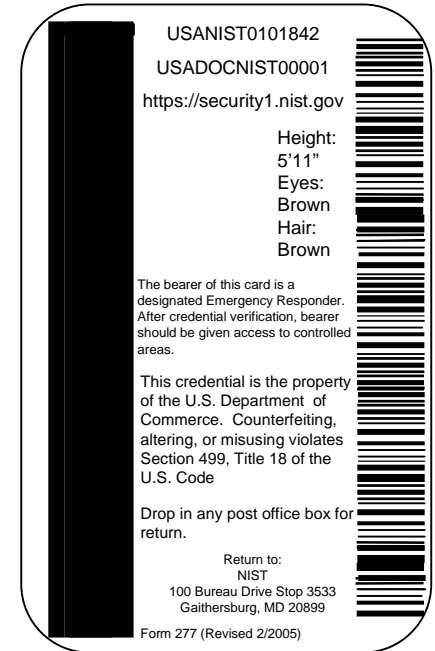 USANIST0101842
USADOCNIST00001
https://security1.nist.gov
Height:
5’11”
Eyes:
Brown
Hair:
Brown
The bearer of this card is a
designated Emergency Responder.
After credential verification, bearer
should be given access to controlled
areas.
This credential is the property
of the U.S. Department of
Commerce. Counterfeiting,
altering, or misusing violates
Section 499, Title 18 of the
U.S. Code
Drop in any post office box for
return.
Return to:
NIST
100 Bureau Drive Stop 3533
Gaithersburg, MD 20899
Form 277 (Revised 2/2005)